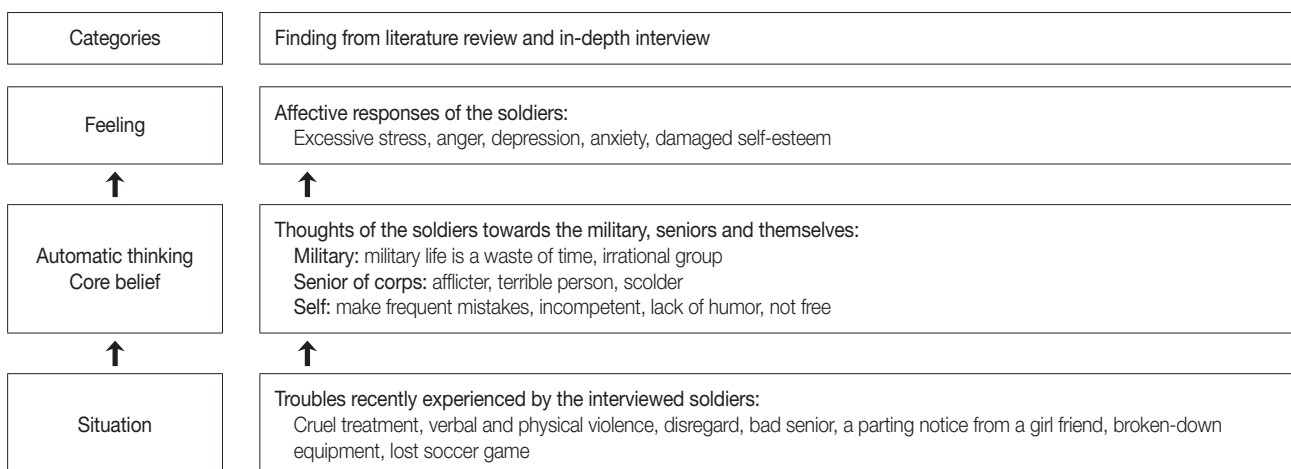 Categories
Finding from literature review and in-depth interview
Feeling
Affective responses of the soldiers:
Excessive stress, anger, depression, anxiety, damaged self-esteem
Automatic thinking
Core belief
Thoughts of the soldiers towards the military, seniors and themselves:
Military: military life is a waste of time, irrational group
Senior of corps: afflicter, terrible person, scolder
Self: make frequent mistakes, incompetent, lack of humor, not free
Situation
Troubles recently experienced by the interviewed soldiers:
Cruel treatment, verbal and physical violence, disregard, bad senior, a parting notice from a girl friend, broken-down
equipment, lost soccer game